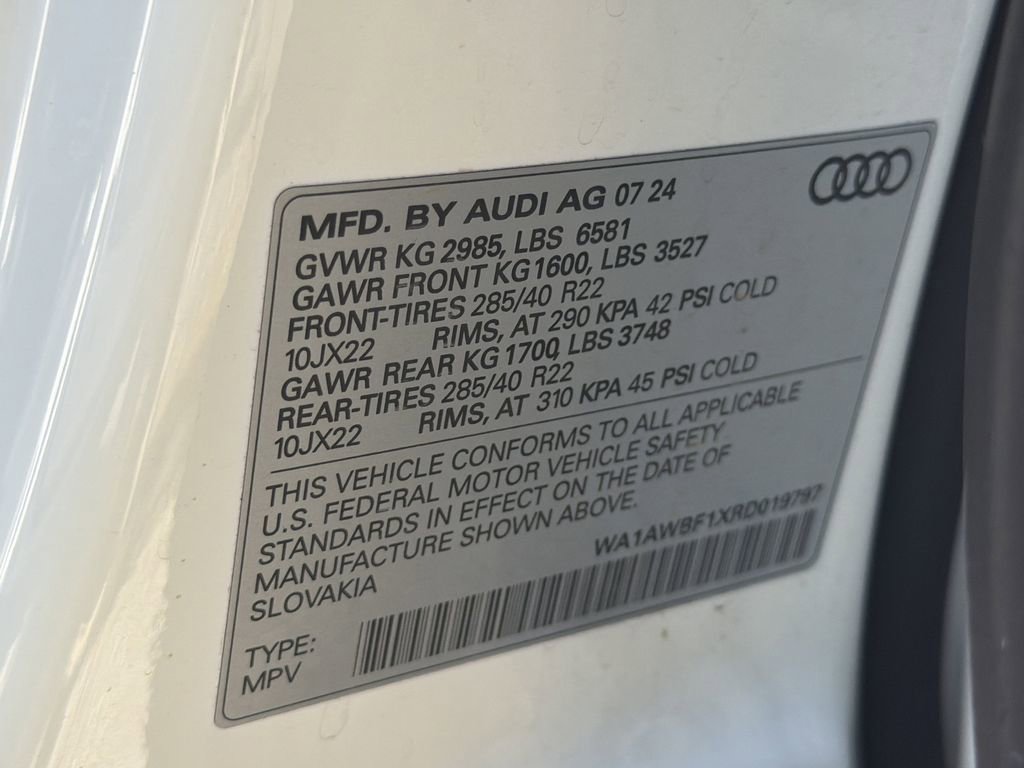 MFD. BY AUDI AG 07 24
GVWR KG 2985, LBS 6581
GAWR FRONT KG1600, LBS 3527
FRONT-TIRES 285/40 R22
10JX22 RIMS, AT 290 KPA 42 PSI COLD
GAWR REAR KG 1700, LBS 3748
REAR-TIRES 285/40 R22
10JX22 RIMS, AT 310 KPA 45 PSI COLD
THIS VEHICLE CONFORMS TO ALL APPLICABLE
U.S. FEDERAL MOTOR VEHICLE SAFETY
STANDARDS IN EFFECT ON THE DATE OF
MANUFACTURE SHOWN ABOVE.
SLOVAKIA
WA1AWBF1XRD019797
TYPE:
MPV